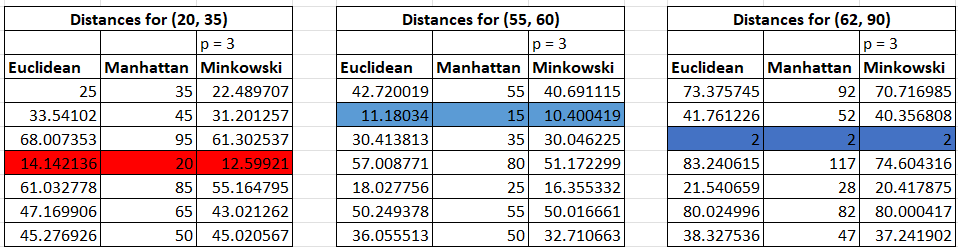 Distances for (20, 35) Distances for (55, 60) Distances for (62, 90)
p = 3 p = 3 p = 3
Euclidean Manhattan Minkowski Euclidean Manhattan Minkowski Euclidean Manhattan Minkowski
25 35 22.489707 42.720019 55 40.691115 73.375745 92 70.716985
33.54102 45 31.201257 11.18034 15 10.400419 41.761226 52 40.356808
68.007353 95 61.302537 30.413813 35 30.046225 2 2 2
14.142136 20 12.59921 57.008771 80 51.172299 83.240615 117 74.604316
61.032778 85 55.164795 18.027756 25 16.355332 21.540659 28 20.417875
47.169906 65 43.021262 50.249378 55 50.016661 80.024996 82 80.000417
45.276926 50 45.020567 36.055513 50 32.710663 38.327536 47 37.241902